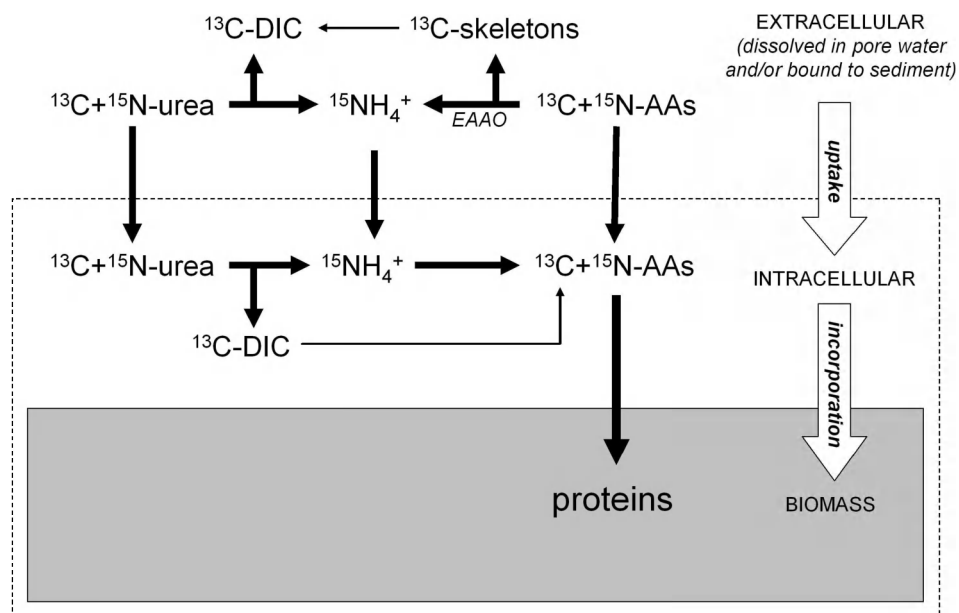 ¹³C-DIC ¹³C-skeletons EXTRACELLULAR
(dissolved in pore water
and/or bound to sediment)
¹³C+¹⁵N-urea ¹⁵NH₄⁺ EAAO ¹³C+¹⁵N-AAs
uptake
¹³C+¹⁵N-urea ¹⁵NH₄⁺ ¹³C+¹⁵N-AAs
INTRACELLULAR
¹³C-DIC
incorporation
proteins BIOMASS